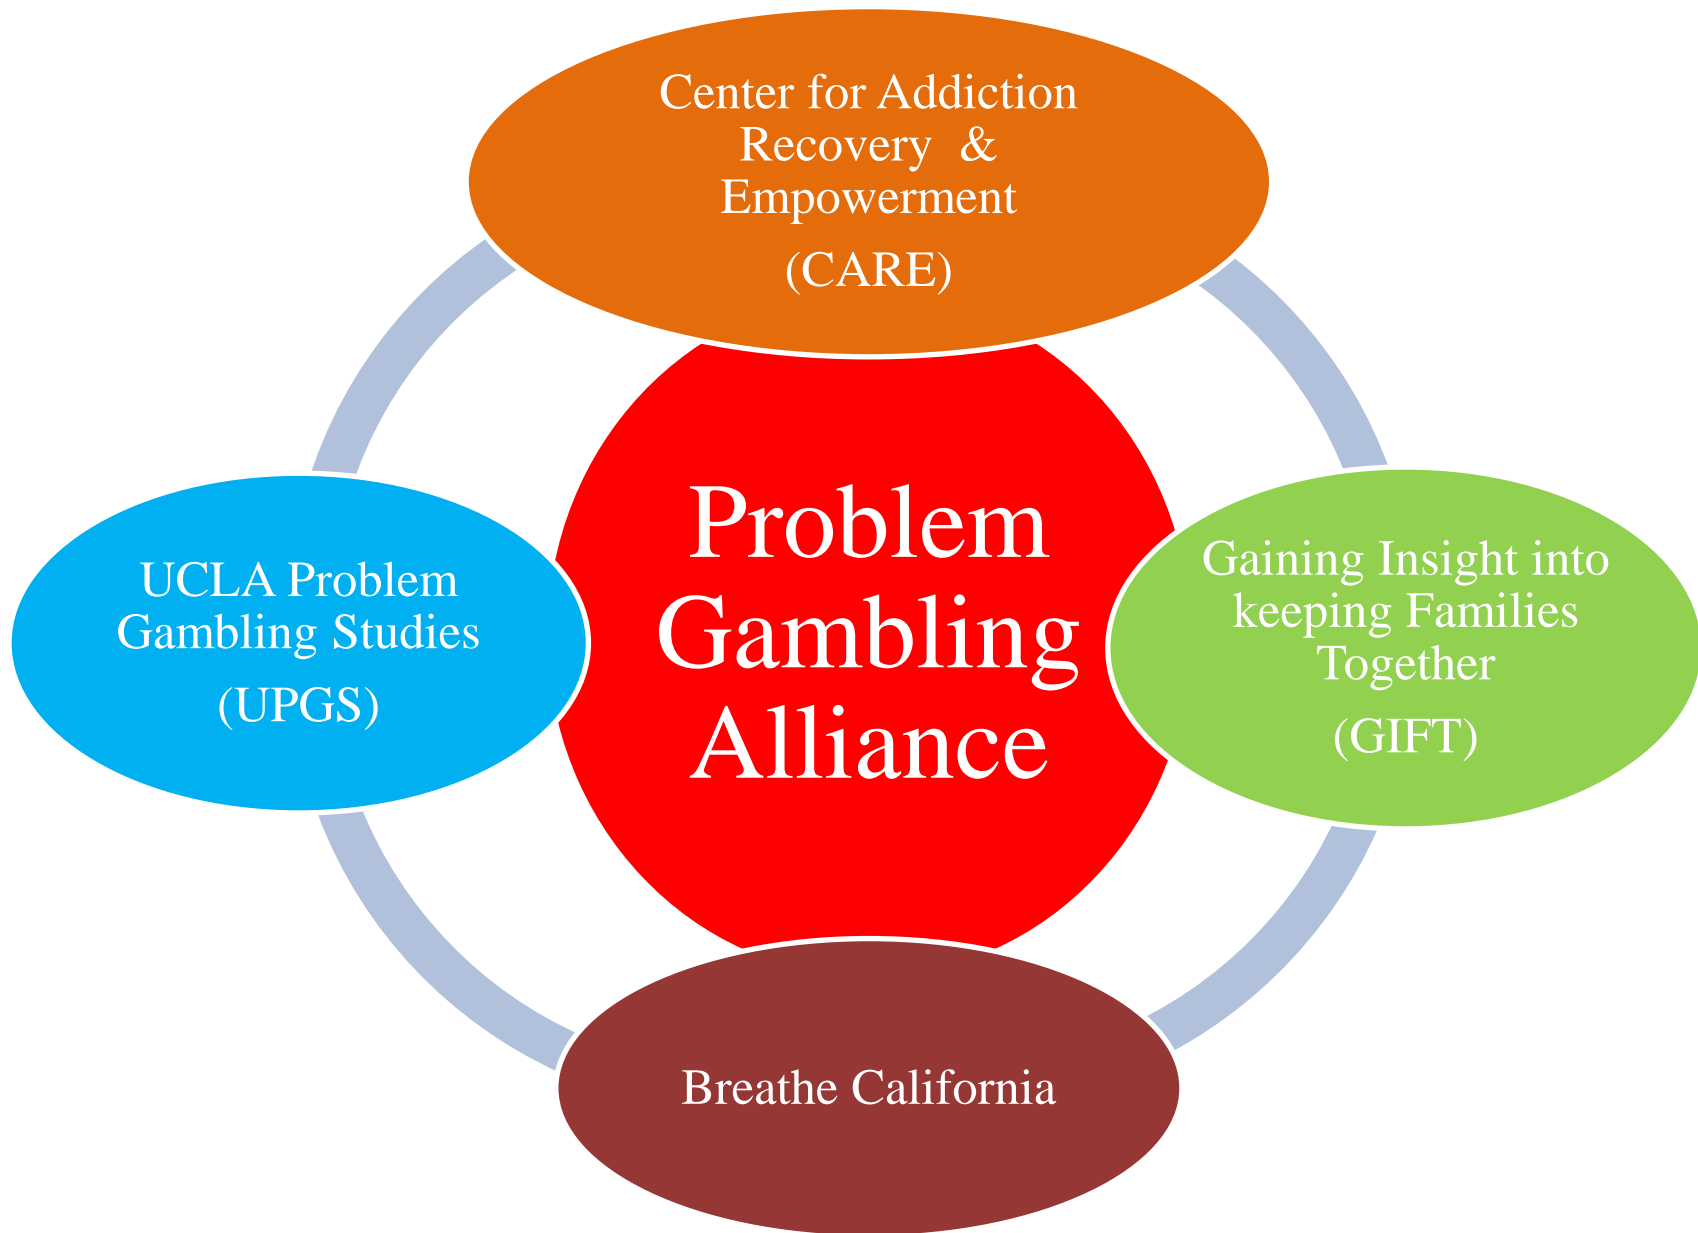 Center for Addiction
Recovery  &
Empowerment
(CARE)
Problem
Gambling
Alliance
Gaining Insight into
keeping Families
Together
(GIFT)
Breathe California
UCLA Problem
Gambling Studies
(UPGS)